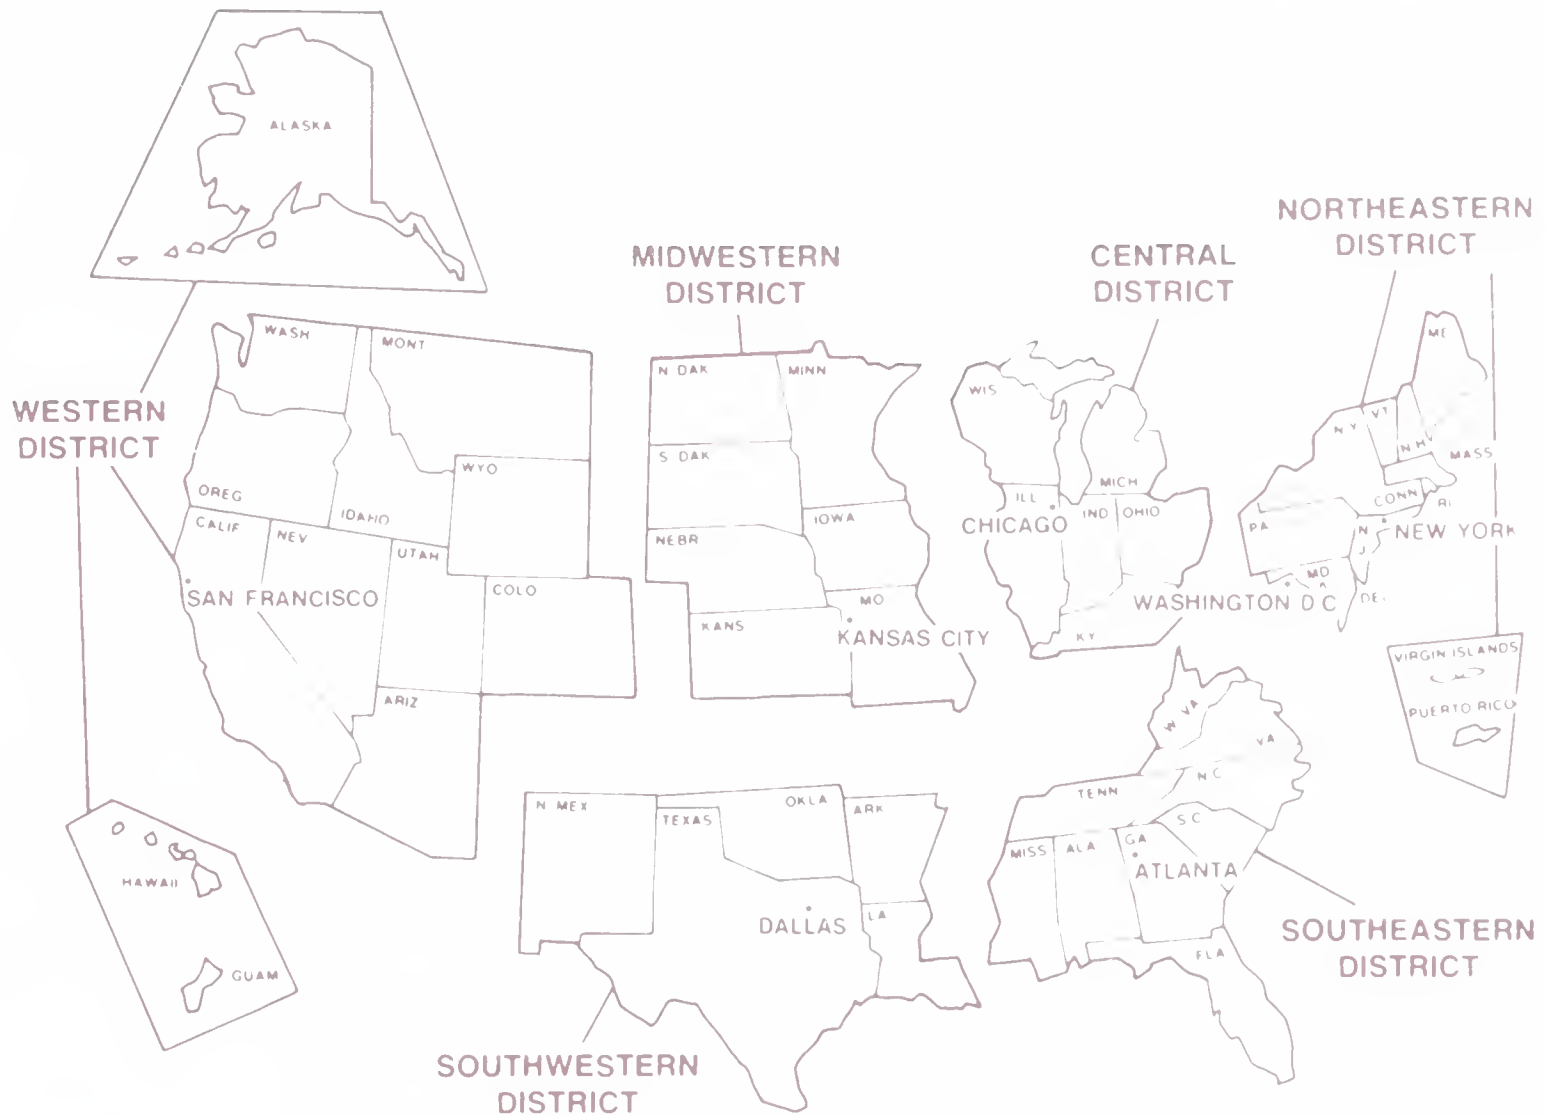 ALASKA
NORTHEASTERN
DISTRICT
MIDWESTERN
DISTRICT
CENTRAL
DISTRICT
WESTERN
DISTRICT
WASH
MONT
OREG
IDAHO
WYO
CALIF
NEV
UTAH
COLO
SAN FRANCISCO
ARIZ
HAWAII
GUAM
N DAK
MINN
S DAK
IOWA
NEBR
MO
KANS
KANSAS CITY
WIS
MICH
ILL
IND
OHIO
CHICAGO
KY
ME
VT
N Y
N H
MASS
CONN
RI
PA
N
J
NEW YORK
MD
DEL
WASHINGTON D C
VIRGIN ISLANDS
PUERTO RICO
W VA
VA
N C
TENN
S C
MISS
ALA
GA
ATLANTA
FLA
SOUTHEASTERN
DISTRICT
N MEX
TEXAS
OKLA
ARK
DALLAS
LA
SOUTHWESTERN
DISTRICT